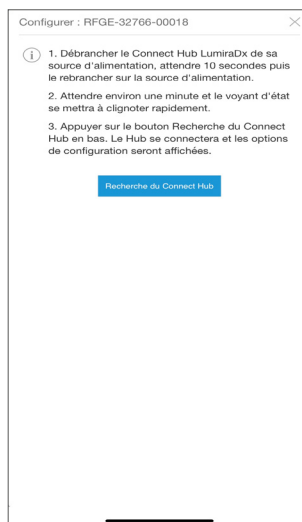 Configurer : RFGE-32766-00018
1. Débrancher le Connect Hub LumiraDx de sa
source d'alimentation, attendre 10 secondes puis
le rebrancher sur la source d'alimentation.
2. Attendre environ une minute et le voyant d'état
se mettra à clignoter rapidement.
3. Appuyer sur le bouton Recherche du Connect
Hub en bas. Le Hub se connectera et les options
de configuration seront affichées.
Recherche du Connect Hub